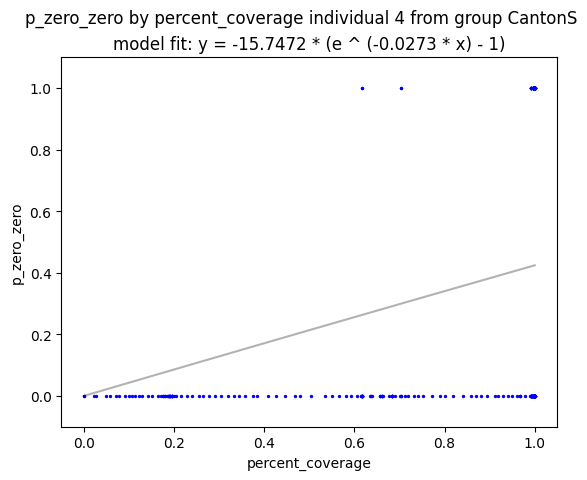 p_zero_zero by percent_coverage individual 4 from group CantonS
model fit: y = -15.7472 * (e ^ (-0.0273 * x) - 1)
1.0
0.8
0.6
0.4
0.2
0.0
p_zero_zero
0.0 0.2 0.4 0.6 0.8 1.0
percent_coverage